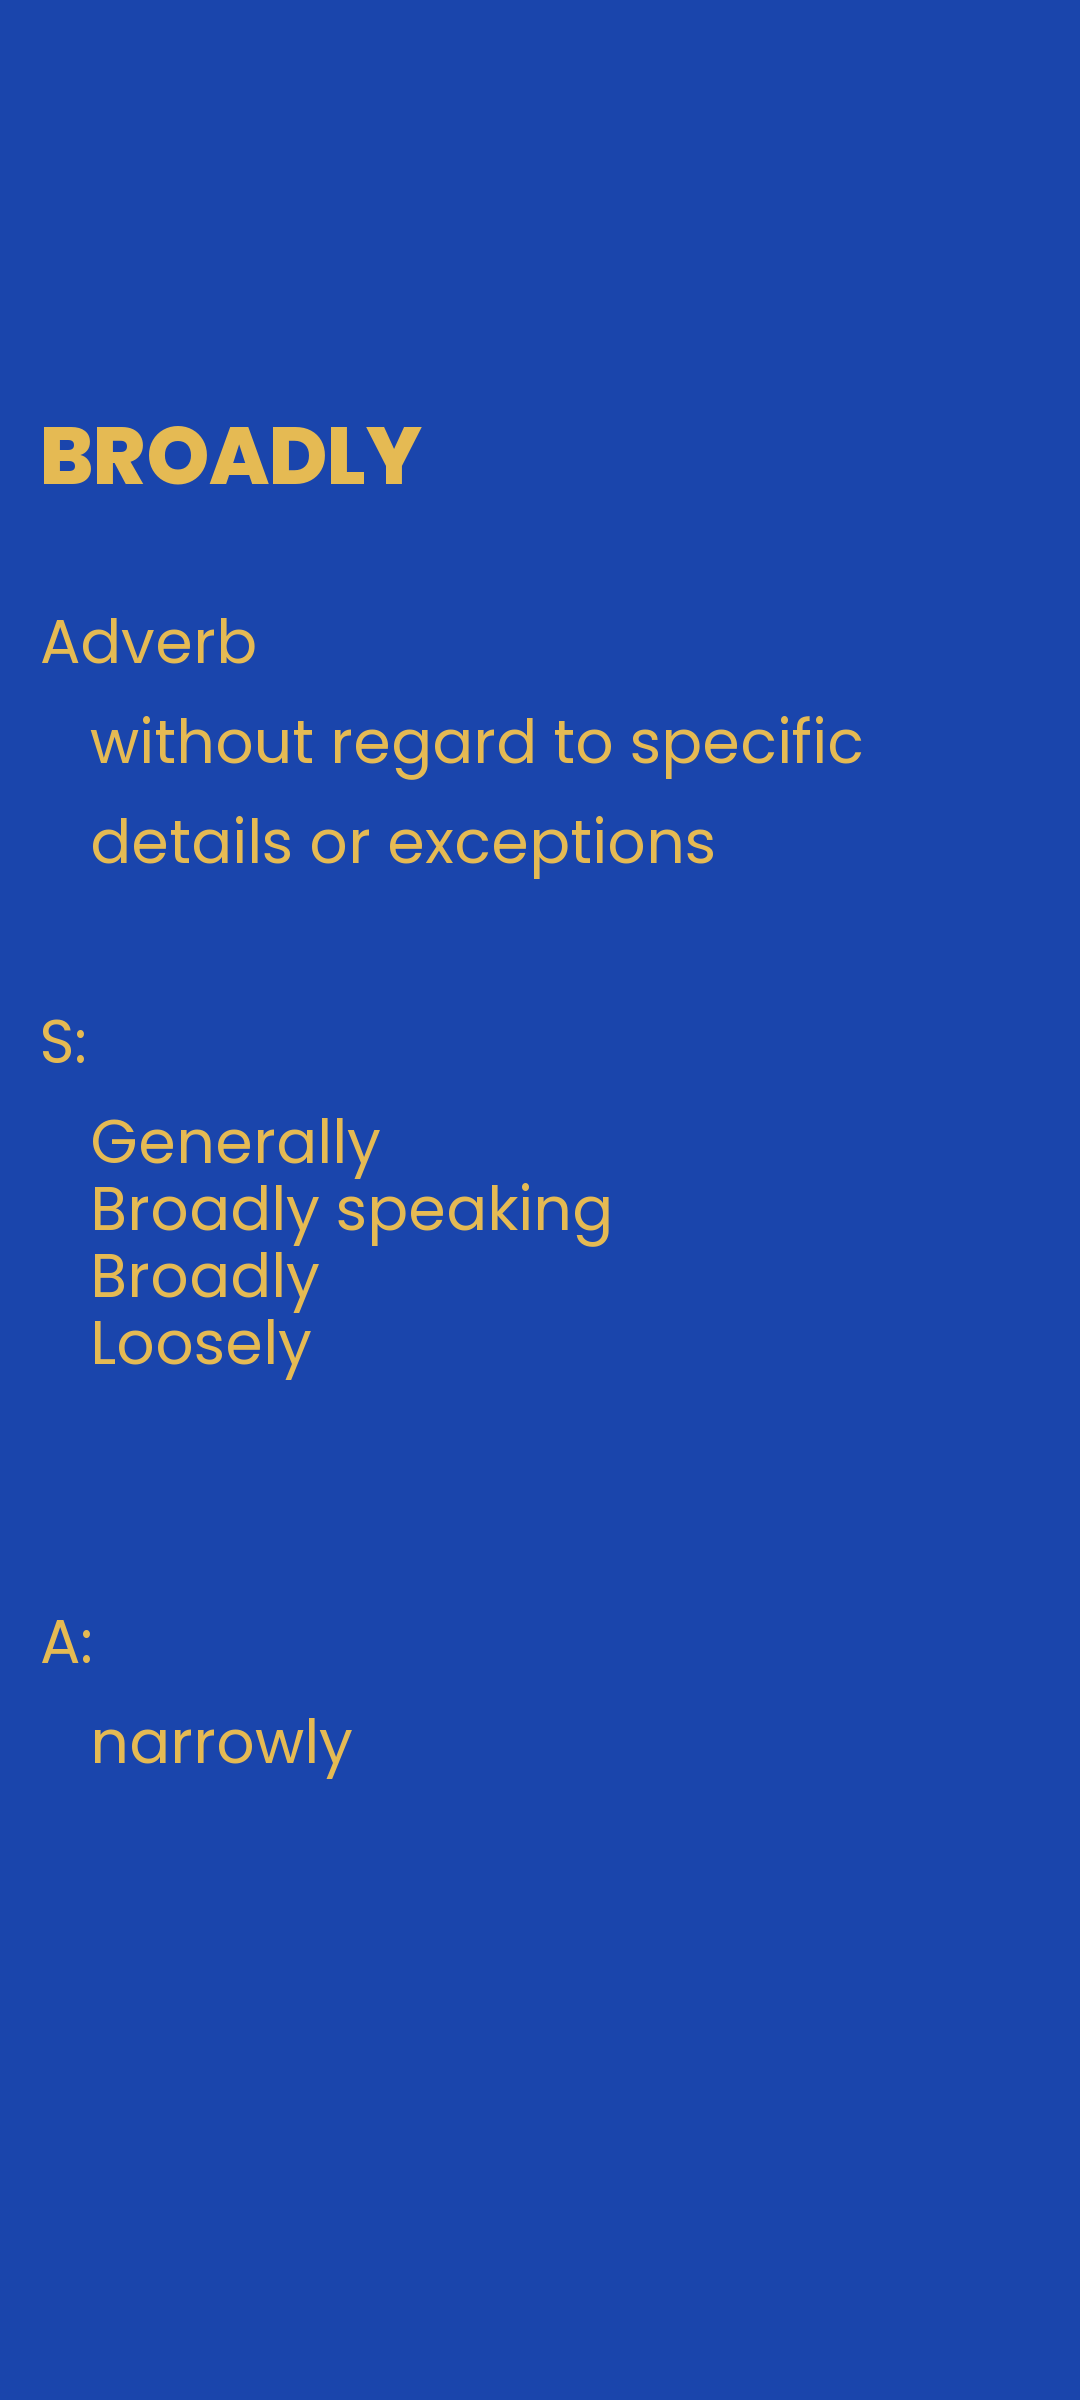 BROADLY
Adverb
without regard to specific
details or exceptions
S:
Generally
Broadly speaking
Broadly
Loosely
A:
narrowly